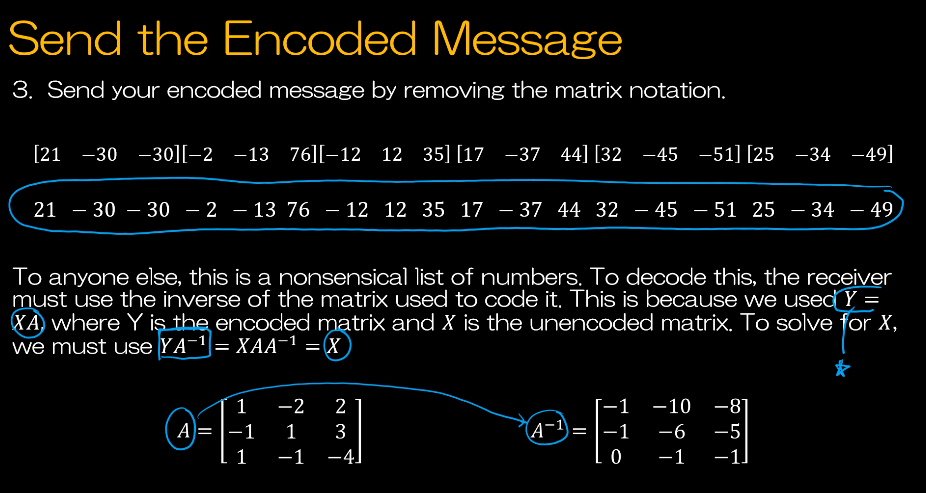 Send the Encoded Message
3. Send your encoded message by removing the matrix notation.
[21 −30 −30][−2 −13 76][−12 12 35] [17 −37 44] [32 −45 −51] [25 −34 −49]
21 − 30 − 30 − 2 − 13 76 − 12 12 35 17 − 37 44 32 − 45 − 51 25 − 34 − 49
To anyone else, this is a nonsensical list of numbers. To decode this, the receiver
must use the inverse of the matrix used to code it. This is because we used Y =
XA, where Y is the encoded matrix and X is the unencoded matrix. To solve for X,
we must use YA⁻¹ = XAA⁻¹ = X
1 −2 2 −1 −10 −8
A = −1 1 3 A⁻¹ = −1 −6 −5
1 −1 −4 0 −1 −1